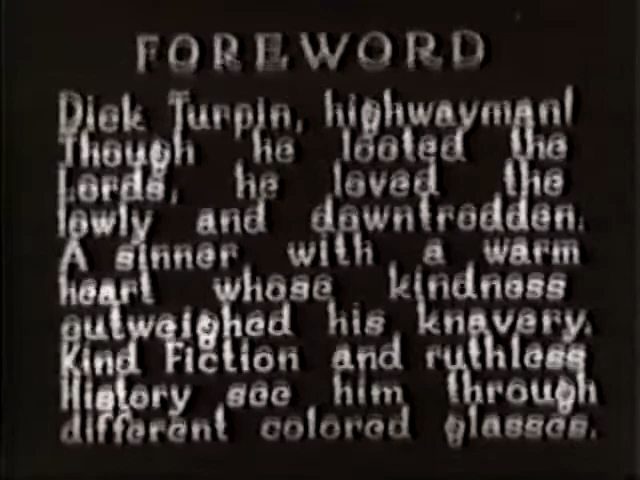 FOREWORD
Dick Turpin, highwayman!
Though he looted the
Lords, he loved the
lowly and downtrodden.
A sinner with a warm
heart whose kindness
outweighed his knavery.
Kind Fiction and ruthless
History see him through
different colored glasses.